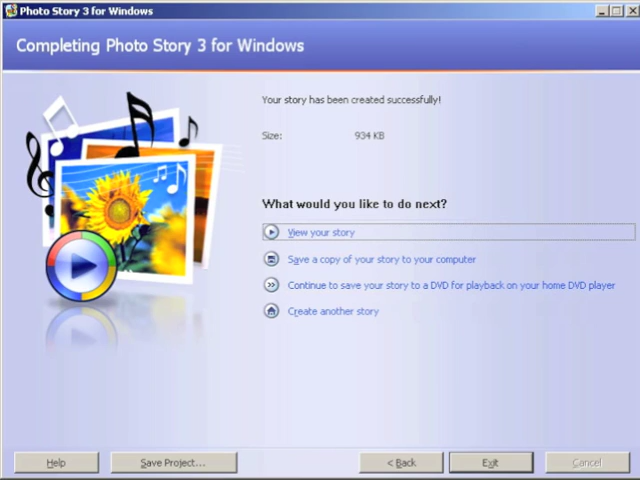 Photo Story 3 for Windows
Completing Photo Story 3 for Windows
Your story has been created successfully!
Size: 934 KB
What would you like to do next?
View your story
Save a copy of your story to your computer
Continue to save your story to a DVD for playback on your home DVD player
Create another story
Help Save Project... < Back Exit Cancel